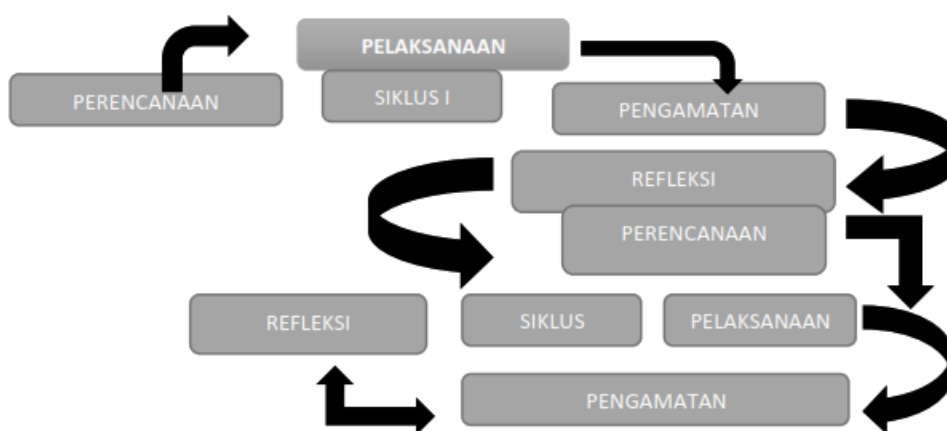 PELAKSANAAN
PERENCANAAN
SIKLUS I
PENGAMATAN
REFLEKSI
PERENCANAAN
REFLEKSI
SIKLUS
PELAKSANAAN
PENGAMATAN